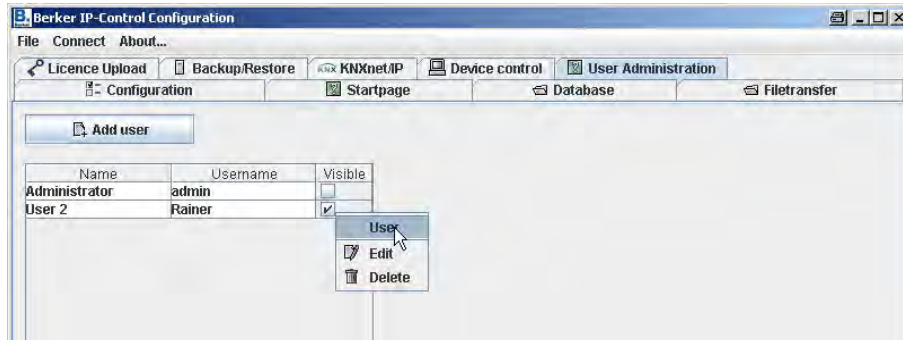 B. Berker IP-Control Configuration
File Connect About...
Licence Upload Backup/Restore KNX KNXnet/IP Device control User Administration
Configuration Startpage Database Filetransfer
Add user
Name Username Visible
Administrator admin
User 2 Rainer
User
Edit
Delete